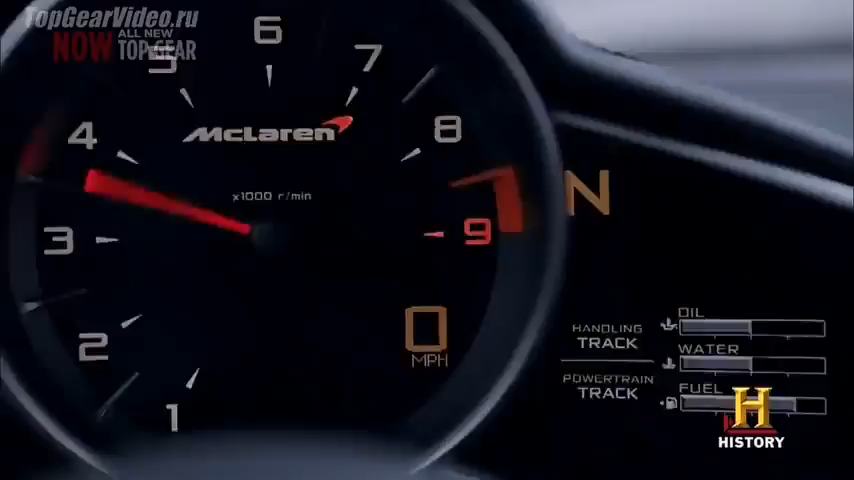 TopGearVideo.ru
NOW ALL NEW TOP GEAR
6
5
7
4
McLaren
8
x1000 r/min
N
3
9
0
MPH
2
1
HANDLING
TRACK
POWERTRAIN
TRACK
OIL
WATER
FUEL
H
HISTORY